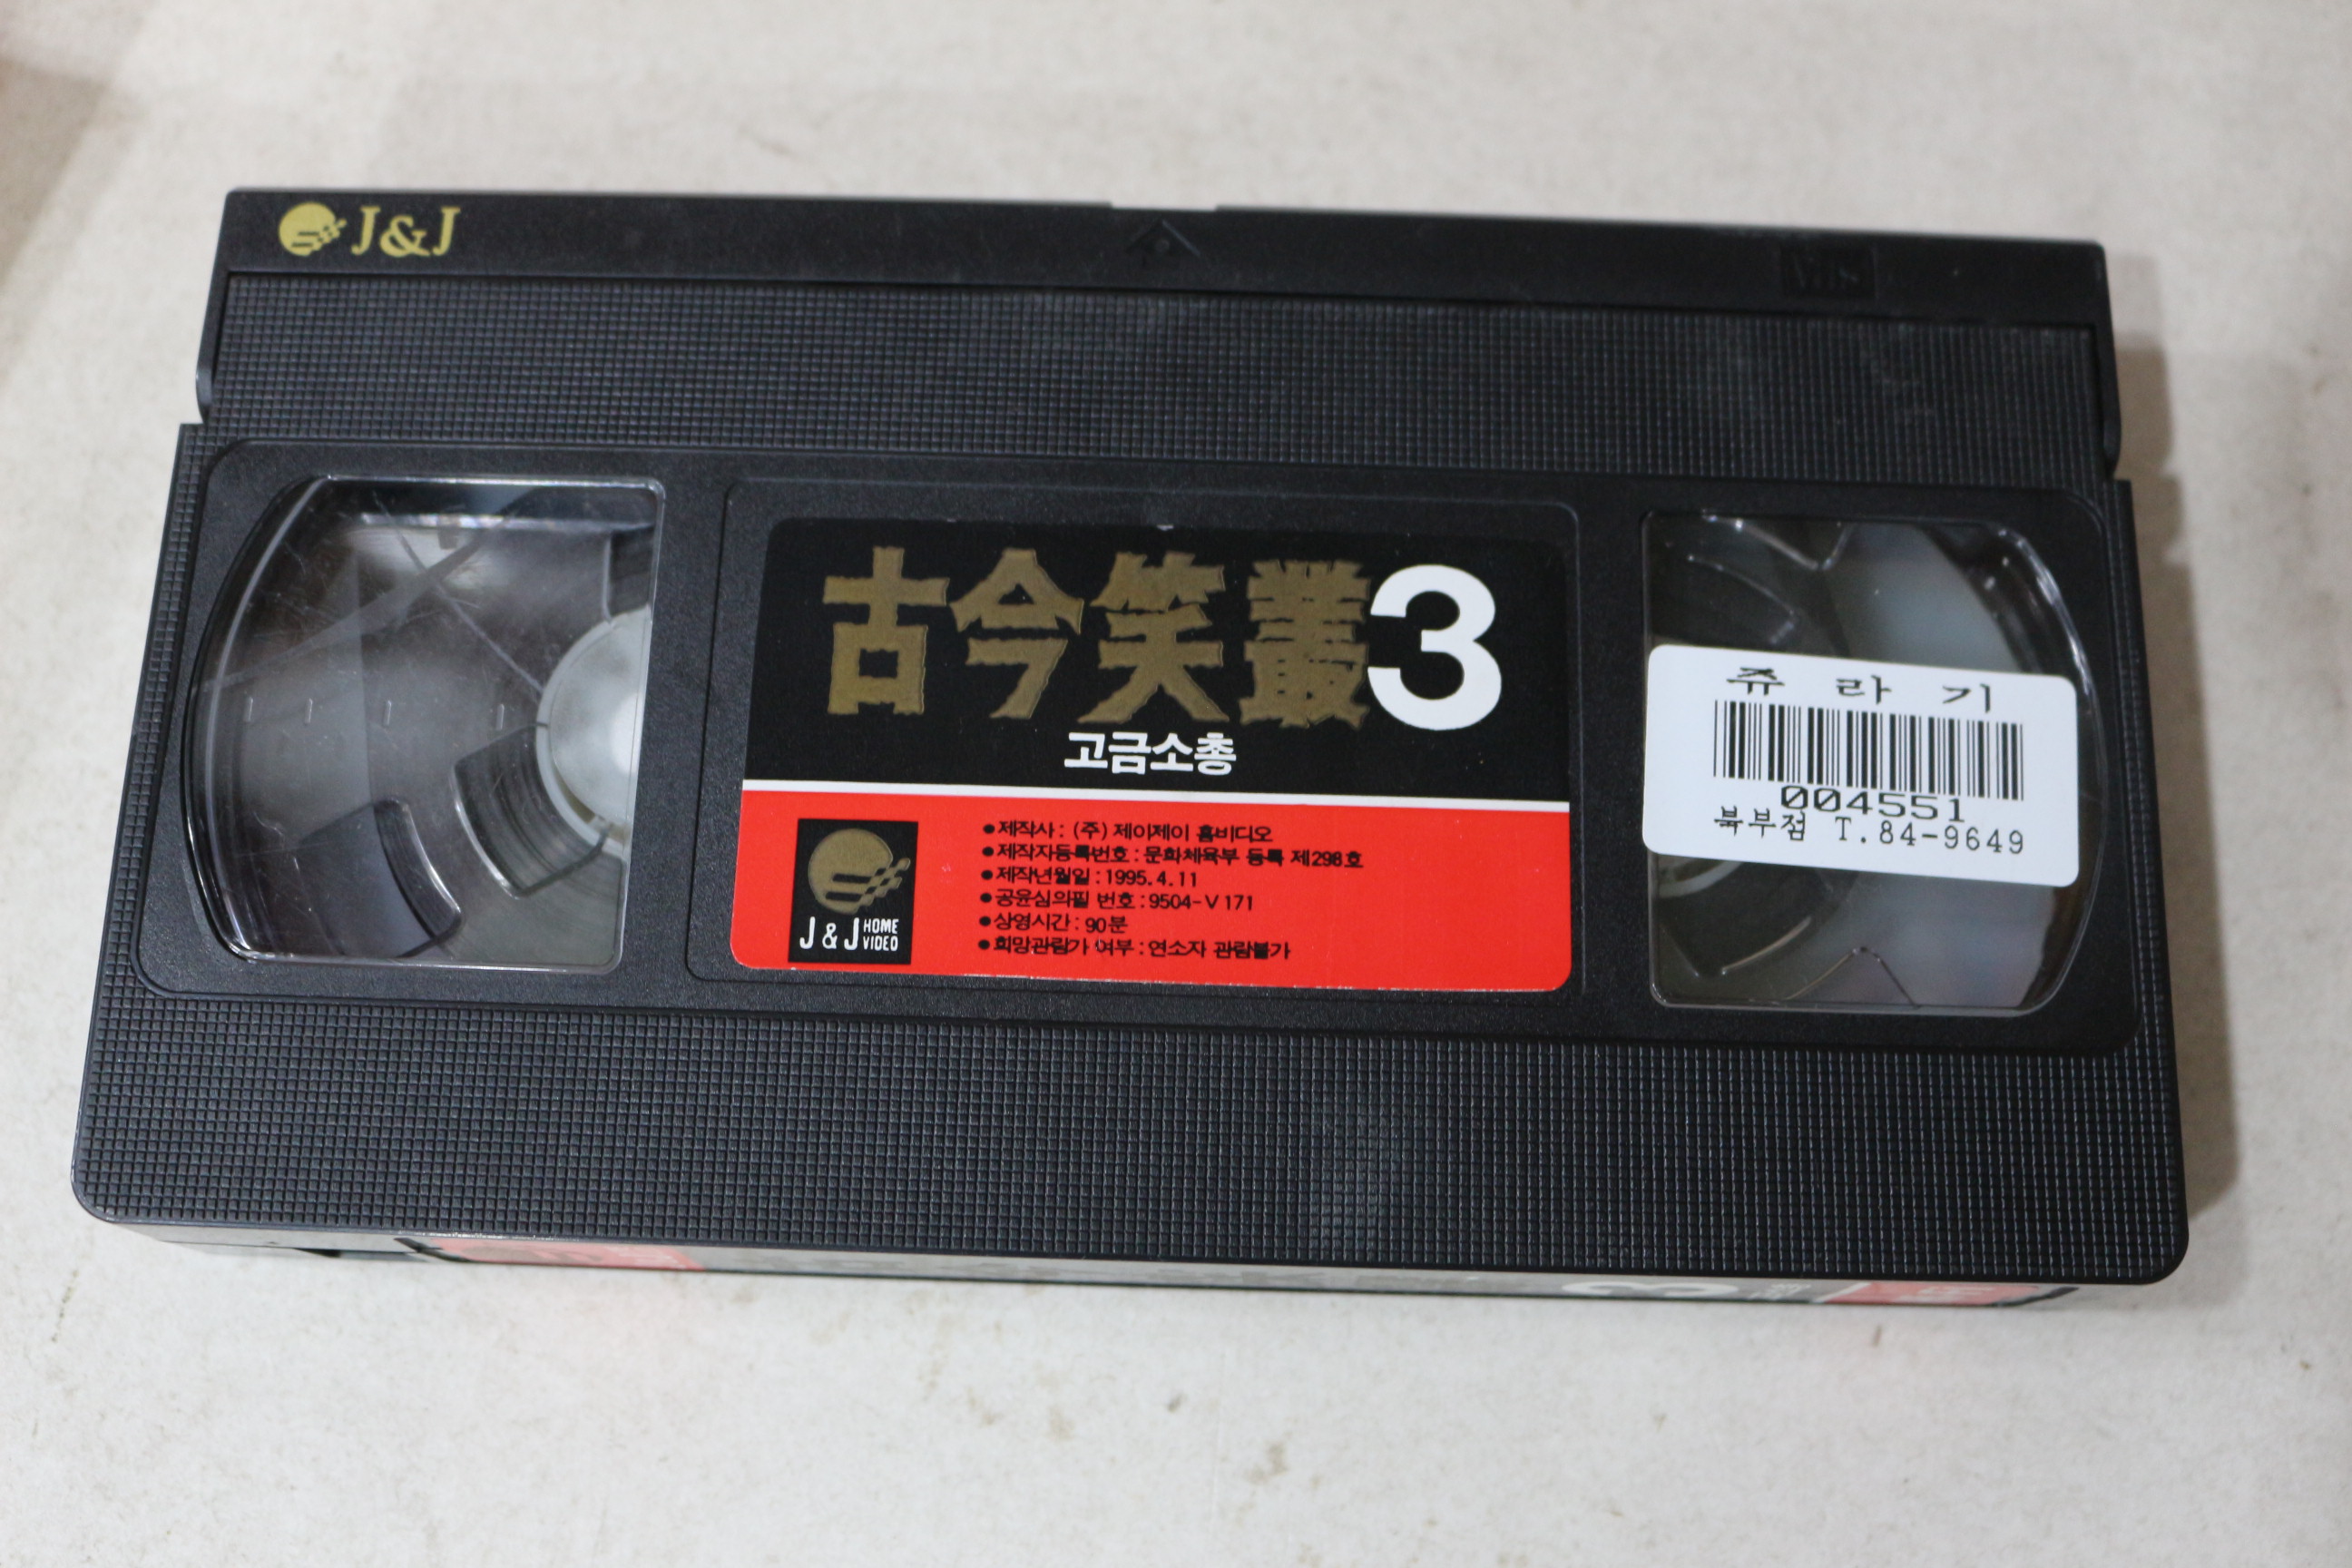 J&J
VHS
古今笑叢3
고금소총
J&J HOME VIDEO
●제작사 : (주) 제이제이 홈비디오
●제작자등록번호 : 문화체육부 등록 제298호
●제작년월일 : 1995. 4. 11
●공윤심의필 번호 : 9504-V 171
●상영시간 : 90분
●희망관람가 여부 : 연소자 관람불가
쥬 라 기
004551
북부점 T.84-9649
3